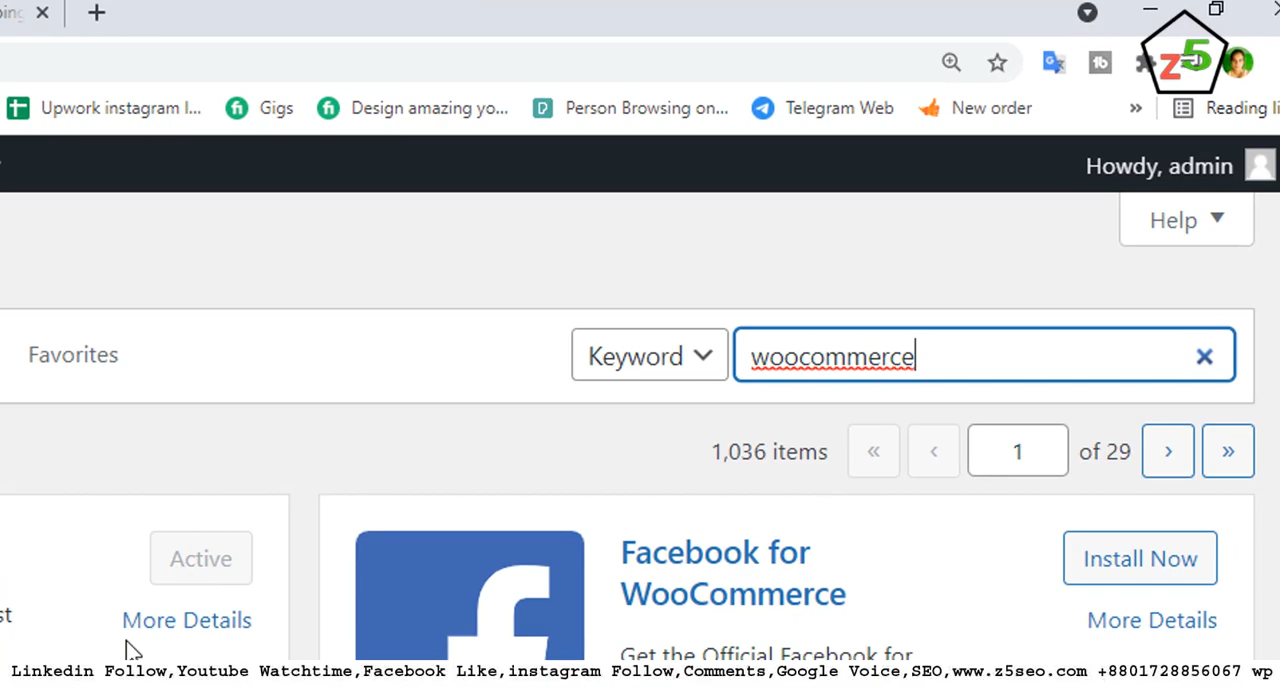 z5
Upwork instagram l...
Gigs
Design amazing yo...
Person Browsing on...
Telegram Web
New order
»
Reading li
Howdy, admin
Help
Favorites
Keyword
woocommerce
1,036 items
«
‹
1
of 29
›
»
Active
More Details
st
Facebook for
WooCommerce
Install Now
More Details
Get the Official Facebook for
Linkedin Follow,Youtube Watchtime,Facebook Like,instagram Follow,Comments,Google Voice,SEO,www.z5seo.com +8801728856067 wp